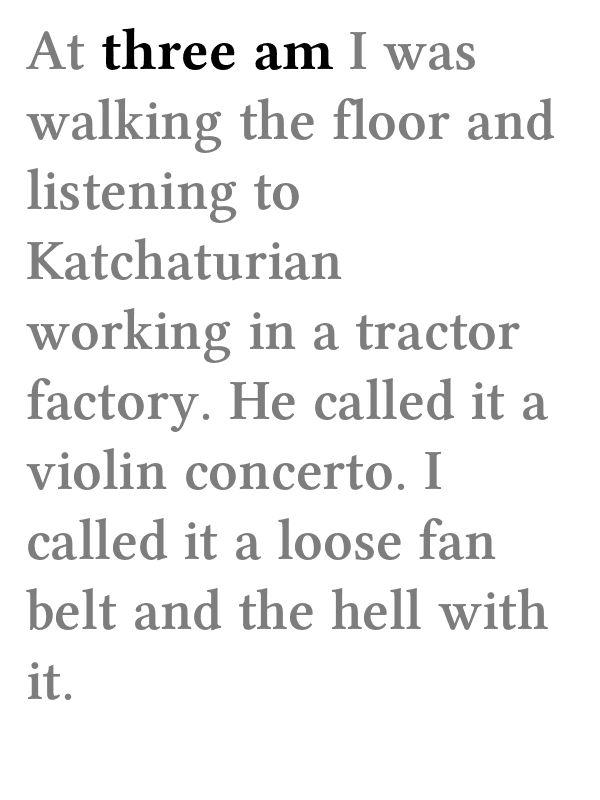 At three am I was
walking the floor and
listening to
Katchaturian
working in a tractor
factory. He called it a
violin concerto. I
called it a loose fan
belt and the hell with
it.